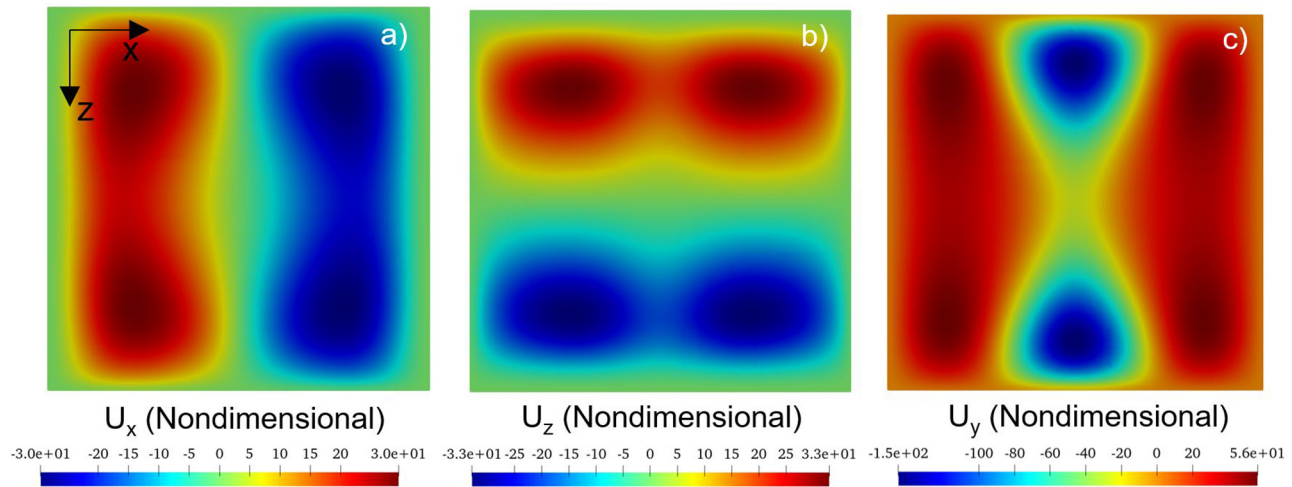 a)
x
z
b)
c)
Uₓ (Nondimensional)
-3.0e+01 -20 -15 -10 -5 0 5 10 15 20 3.0e+01
U_z (Nondimensional)
-3.3e+01 -25 -20 -15 -10 -5 0 5 10 15 20 25 3.3e+01
U_y (Nondimensional)
-1.5e+02 -100 -80 -60 -40 -20 0 20 5.6e+01